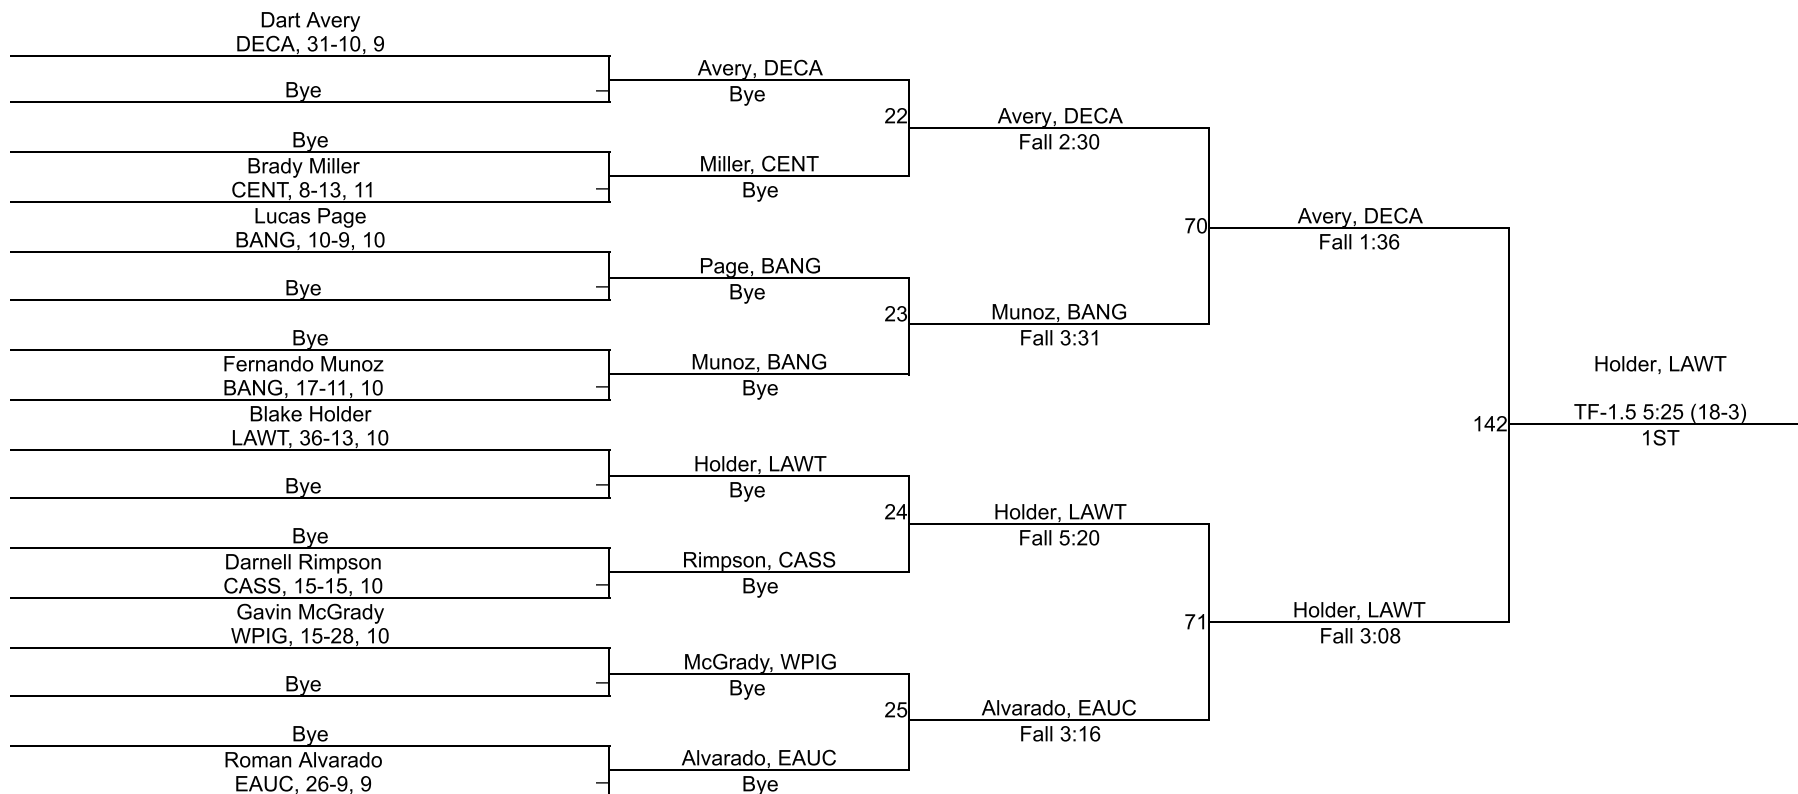 Dart Avery
DECA, 31-10, 9
Bye
Bye
Brady Miller
CENT, 8-13, 11
Lucas Page
BANG, 10-9, 10
Bye
Bye
Fernando Munoz
BANG, 17-11, 10
Blake Holder
LAWT, 36-13, 10
Bye
Bye
Darnell Rimpson
CASS, 15-15, 10
Gavin McGrady
WPIG, 15-28, 10
Bye
Bye
Roman Alvarado
EAUC, 26-9, 9
Avery, DECA
Bye
22
Miller, CENT
Bye
Page, BANG
Bye
23
Munoz, BANG
Bye
Holder, LAWT
Bye
24
Rimpson, CASS
Bye
McGrady, WPIG
Bye
25
Alvarado, EAUC
Bye
Avery, DECA
Fall 2:30
70
Munoz, BANG
Fall 3:31
Holder, LAWT
Fall 5:20
71
Alvarado, EAUC
Fall 3:16
Avery, DECA
Fall 1:36
142
Holder, LAWT
Fall 3:08
Holder, LAWT
TF-1.5 5:25 (18-3)
1ST